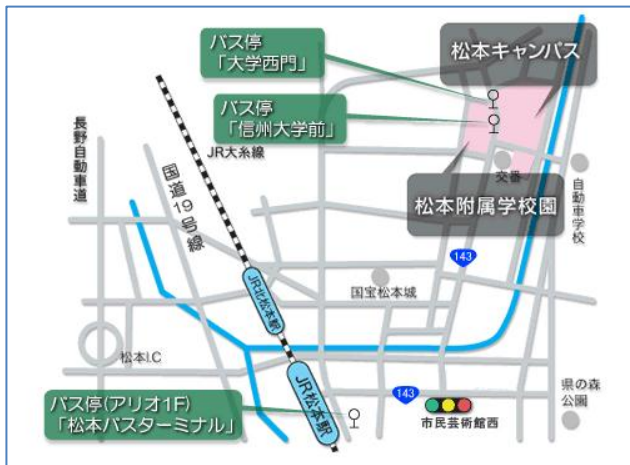 バス停
「大学西門」
松本キャンパス
バス停
「信州大学前」
JR大糸線
長野自動車道
国道19号線
交番
松本附属学校園
自動車学校
143
JR北松本駅
国宝松本城
松本I.C
JR松本駅
バス停(アリオ1F)
「松本バスターミナル」
143
市民芸術館西
県の森
公園